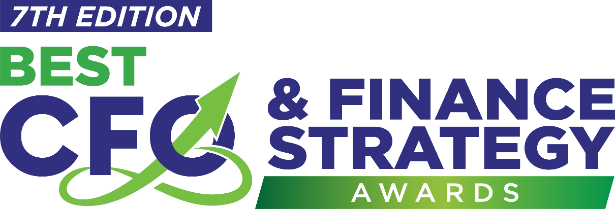 7TH EDITION
BEST
CFO
& FINANCE
STRATEGY
AWARDS